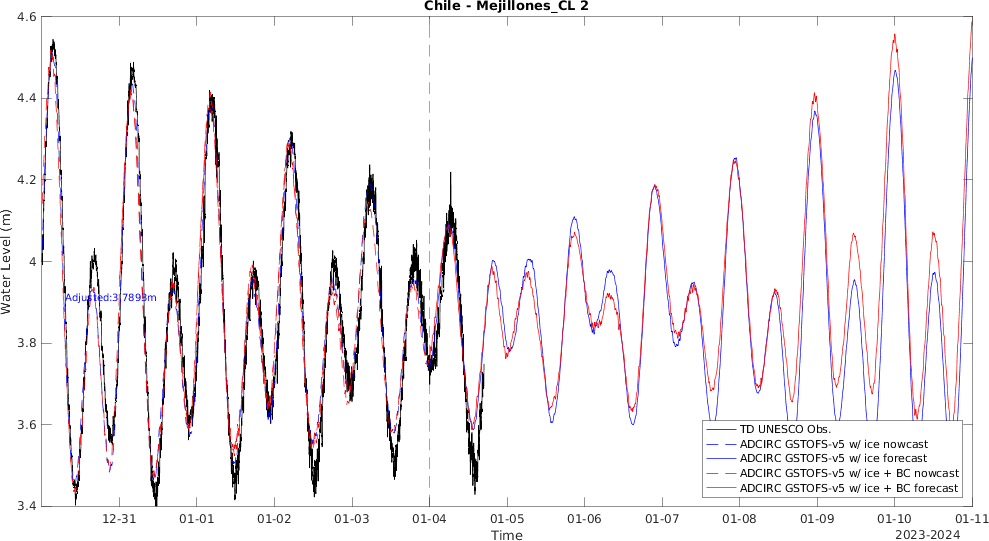 Chile - Mejillones_CL 2
4.6
4.4
4.2
4
3.8
3.6
3.4
Water Level (m)
Adjusted:3.7893m
TD UNESCO Obs.
ADCIRC GSTOFS-v5 w/ ice nowcast
ADCIRC GSTOFS-v5 w/ ice forecast
ADCIRC GSTOFS-v5 w/ ice + BC nowcast
ADCIRC GSTOFS-v5 w/ ice + BC forecast
12-31 01-01 01-02 01-03 01-04 01-05 01-06 01-07 01-08 01-09 01-10 01-11
Time
2023-2024